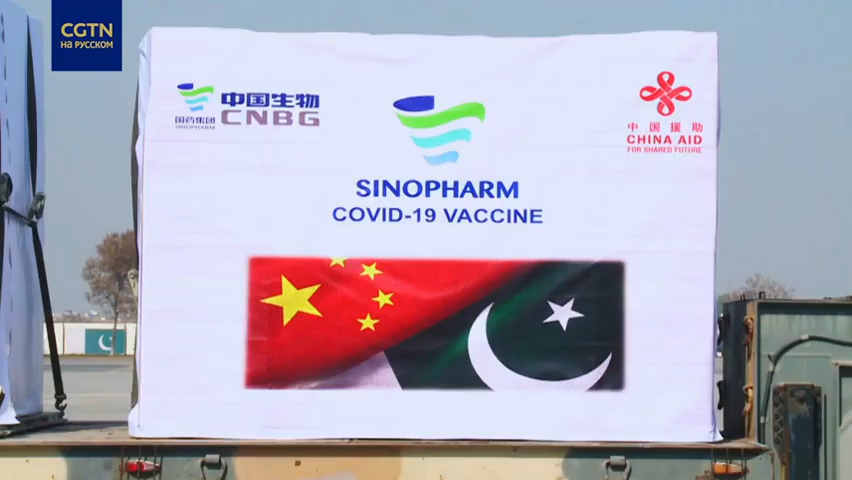 CGTN
НА РУССКОМ
国药集团
SINOPHARM
中国生物
CNBG
中国援助
CHINA AID
FOR SHARED FUTURE
SINOPHARM
COVID-19 VACCINE